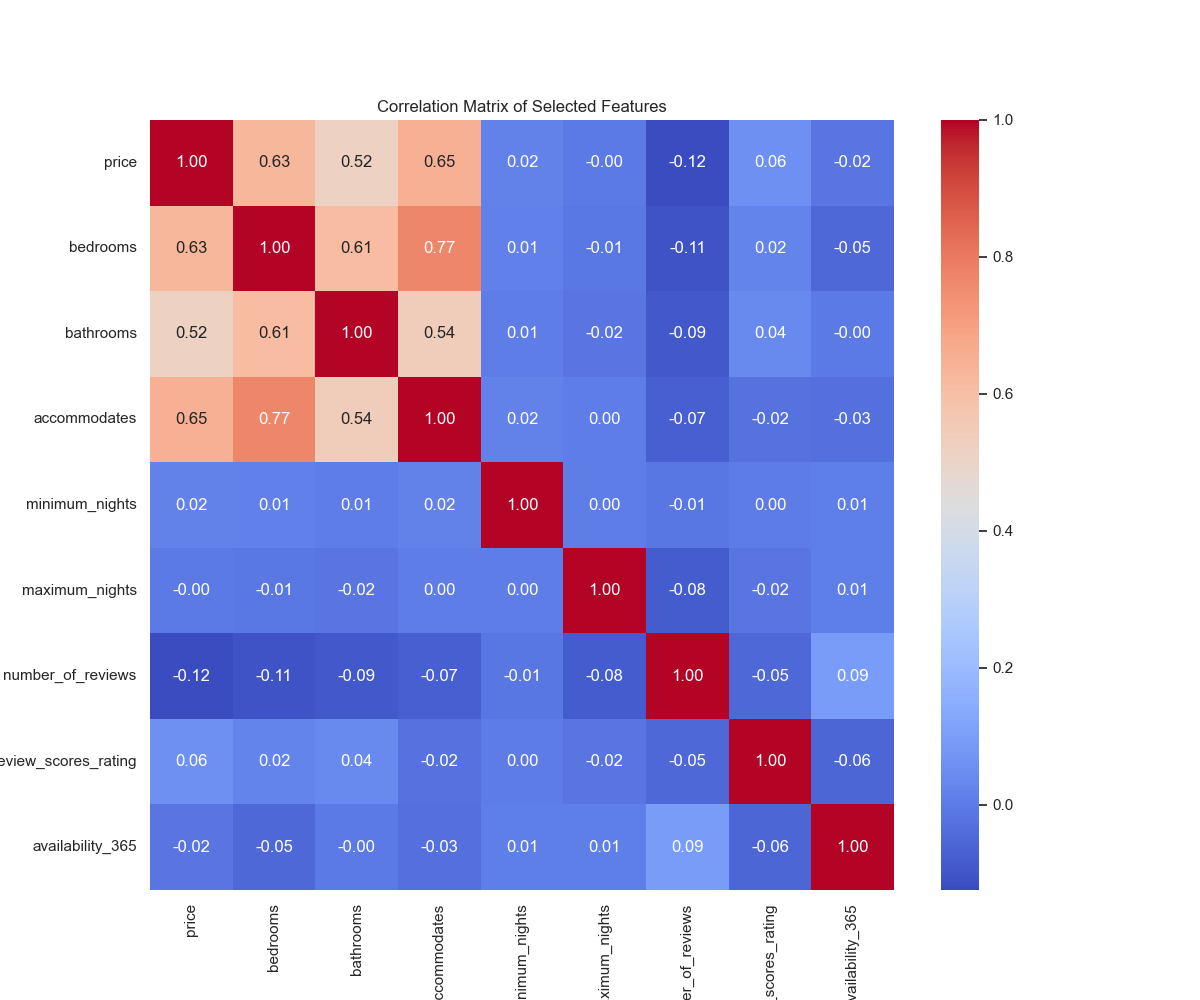 Correlation Matrix of Selected Features
price 1.00 0.63 0.52 0.65 0.02 -0.00 -0.12 0.06 -0.02
bedrooms 0.63 1.00 0.61 0.77 0.01 -0.01 -0.11 0.02 -0.05
bathrooms 0.52 0.61 1.00 0.54 0.01 -0.02 -0.09 0.04 -0.00
accommodates 0.65 0.77 0.54 1.00 0.02 0.00 -0.07 -0.02 -0.03
minimum_nights 0.02 0.01 0.01 0.02 1.00 0.00 -0.01 0.00 0.01
maximum_nights -0.00 -0.01 -0.02 0.00 0.00 1.00 -0.08 -0.02 0.01
number_of_reviews -0.12 -0.11 -0.09 -0.07 -0.01 -0.08 1.00 -0.05 0.09
eview_scores_rating 0.06 0.02 0.04 -0.02 0.00 -0.02 -0.05 1.00 -0.06
availability_365 -0.02 -0.05 -0.00 -0.03 0.01 0.01 0.09 -0.06 1.00
price
bedrooms
bathrooms
ccommodates
nimum_nights
ximum_nights
er_of_reviews
_scores_rating
vailability_365
1.0
0.8
0.6
0.4
0.2
0.0